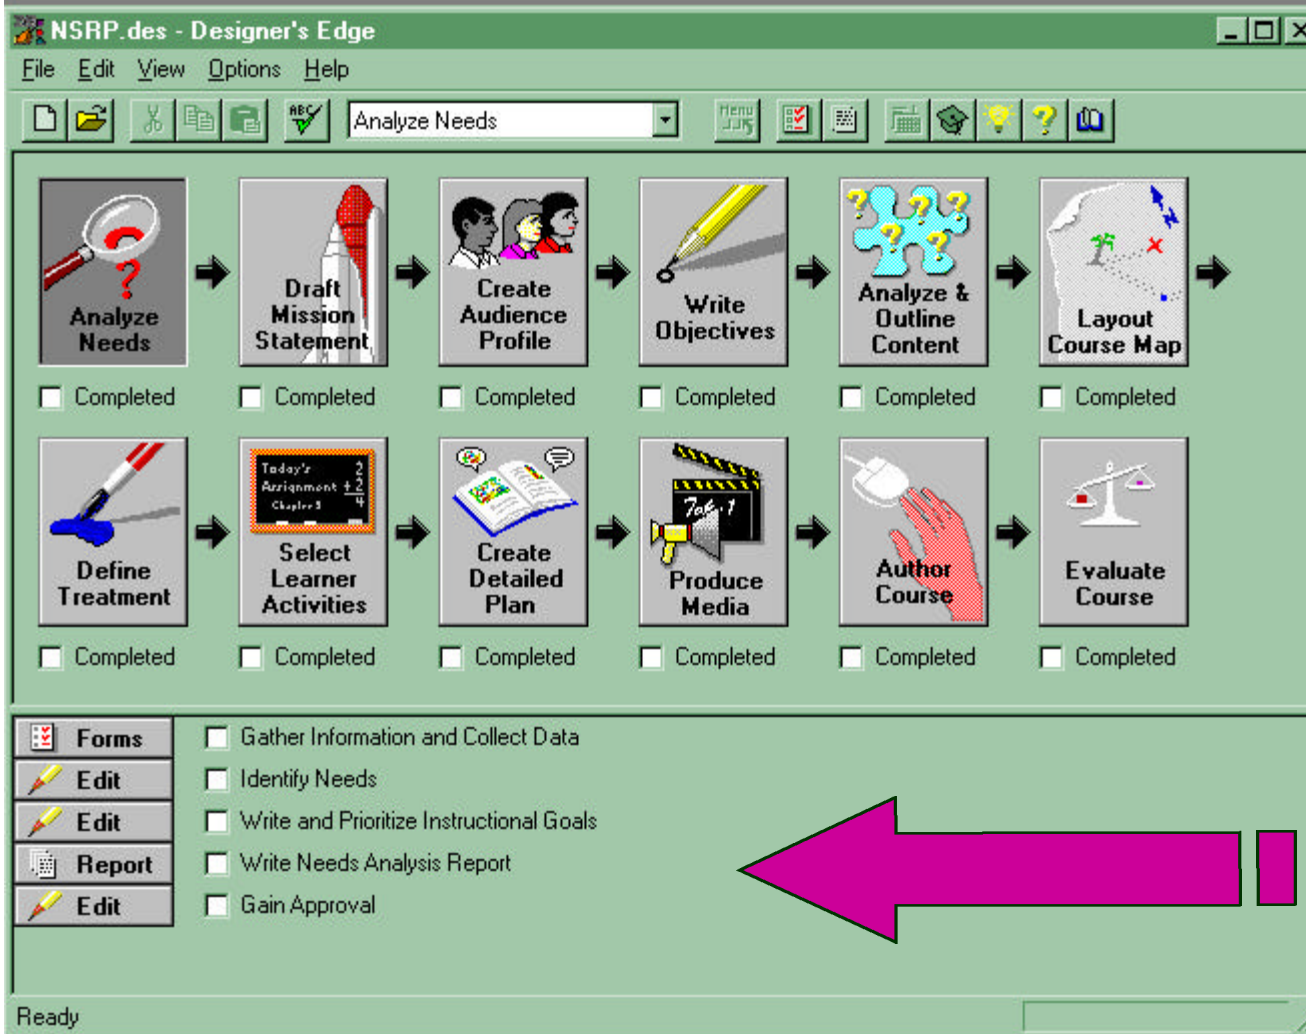 NSRP.des - Designer's Edge
File Edit View Options Help
ABC Analyze Needs Menu
Analyze
Needs
Draft
Mission
Statement
Create
Audience
Profile
Write
Objectives
Analyze &
Outline
Content
N
Layout
Course Map
Completed Completed Completed Completed Completed Completed
Define
Treatment
Today's 2
Assignment +2
Chapter 3 4
Select
Learner
Activities
Create
Detailed
Plan
Produce
Media
Author
Course
Evaluate
Course
Completed Completed Completed Completed Completed Completed
Forms Gather Information and Collect Data
Edit Identify Needs
Edit Write and Prioritize Instructional Goals
Report Write Needs Analysis Report
Edit Gain Approval
Ready